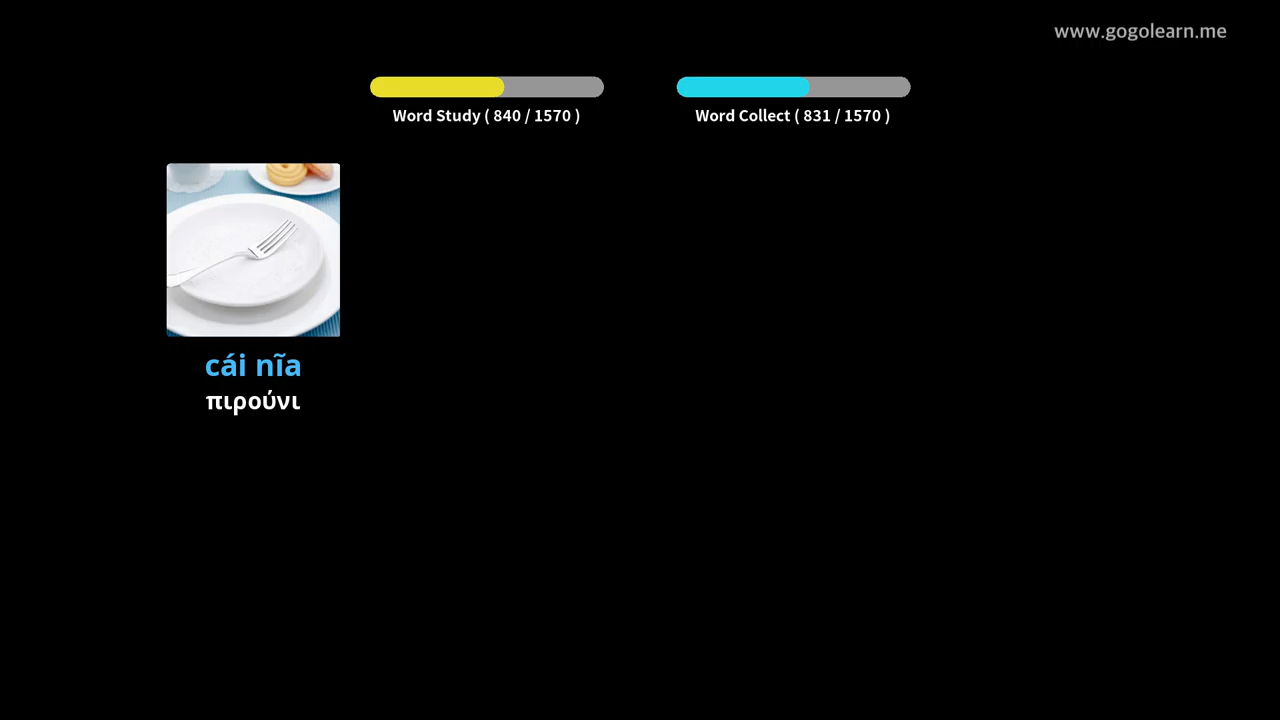 www.gogolearn.me
Word Study ( 840 / 1570 )
Word Collect ( 831 / 1570 )
cái nĩa
πιρούνι